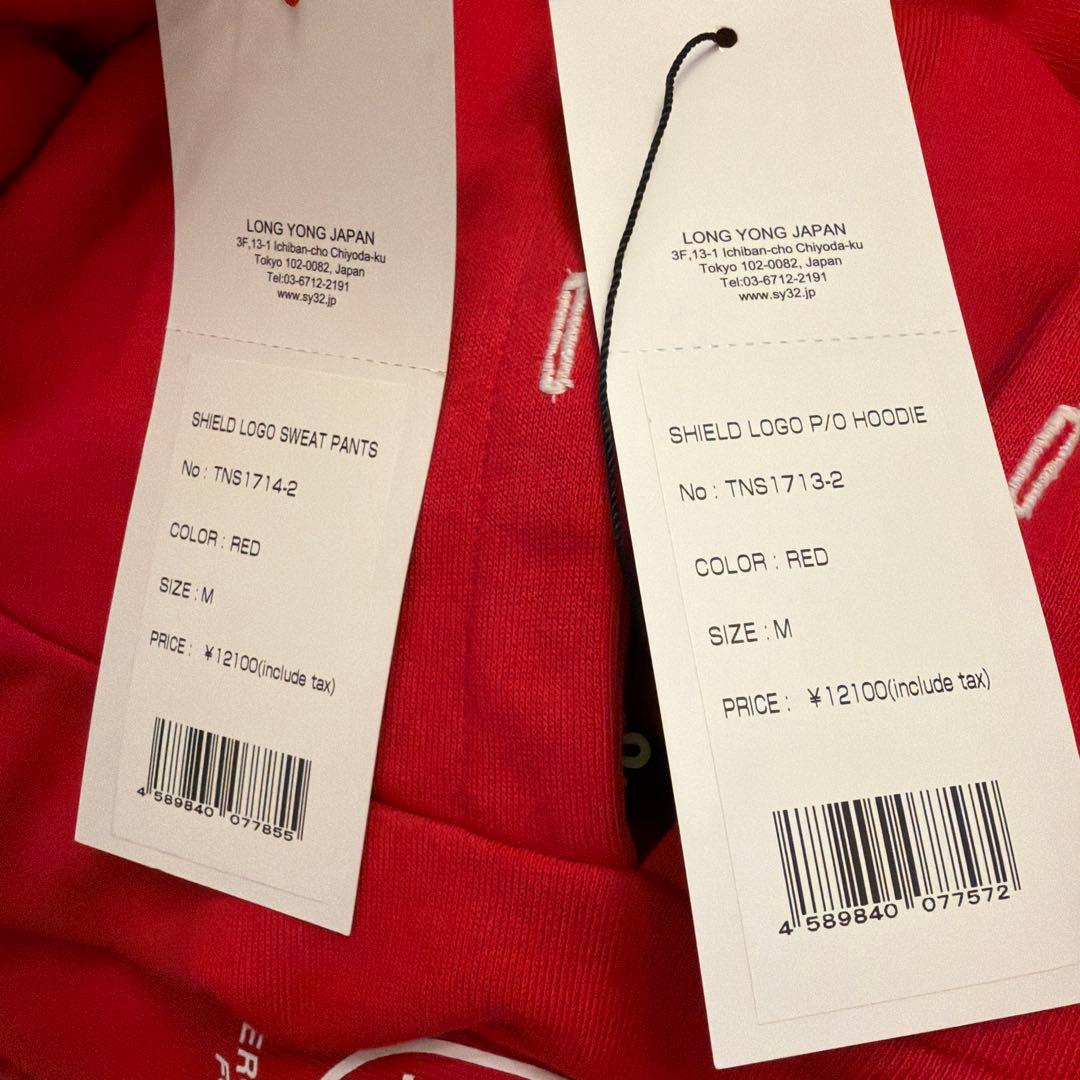 LONG YONG JAPAN
3F,13-1 Ichiban-cho Chiyoda-ku
Tokyo 102-0082, Japan
Tel:03-6712-2191
www.sy32.jp
SHIELD LOGO SWEAT PANTS
No : TNS1714-2
COLOR : RED
SIZE : M
PRICE : ¥12100(include tax)
4 589840 077855
LONG YONG JAPAN
3F,13-1 Ichiban-cho Chiyoda-ku
Tokyo 102-0082, Japan
Tel:03-6712-2191
www.sy32.jp
SHIELD LOGO P/O HOODIE
No : TNS1713-2
COLOR : RED
SIZE : M
PRICE : ¥12100(include tax)
4 589840 077572